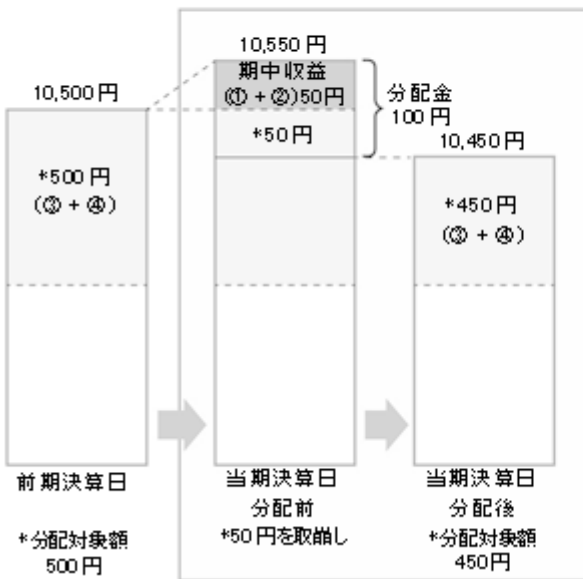 10,500円
*500円
(③+④)
前期決算日
*分配対象額
500円
10,550円
期中収益
(①+②)50円
*50円
分配金
100円
当期決算日
分配前
*50円を取崩し
10,450円
*450円
(③+④)
当期決算日
分配後
*分配対象額
450円